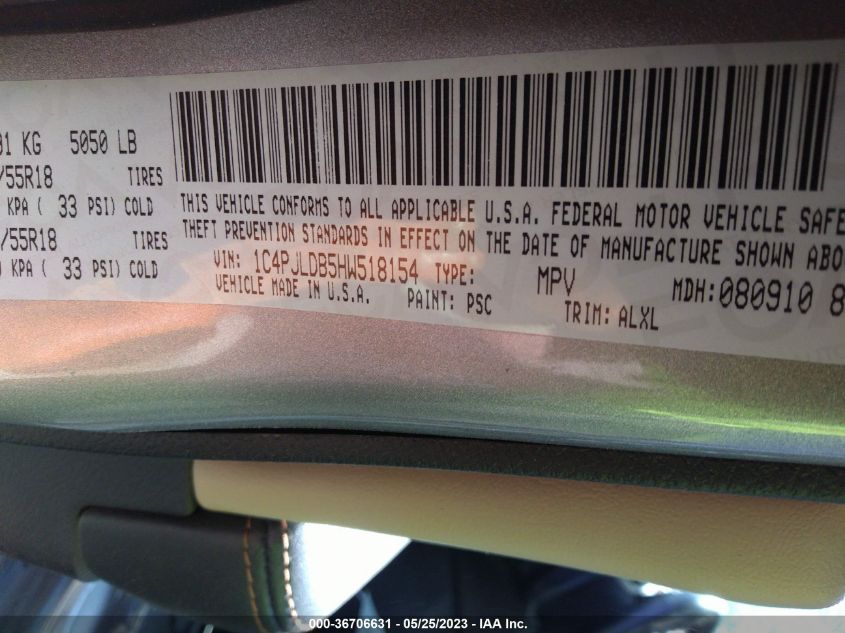 KG 5050 LB
/55R18 TIRES
KPA ( 33 PSI) COLD
/55R18 TIRES
KPA ( 33 PSI) COLD
THIS VEHICLE CONFORMS TO ALL APPLICABLE U.S.A. FEDERAL MOTOR VEHICLE SAFE
THEFT PREVENTION STANDARDS IN EFFECT ON THE DATE OF MANUFACTURE SHOWN ABO
VIN: 1C4PJLDB5HW518154 TYPE: MPV MDH:080910 8
VEHICLE MADE IN U.S.A. PAINT: PSC TRIM: ALXL
000-36706631 - 05/25/2023 - IAA Inc.